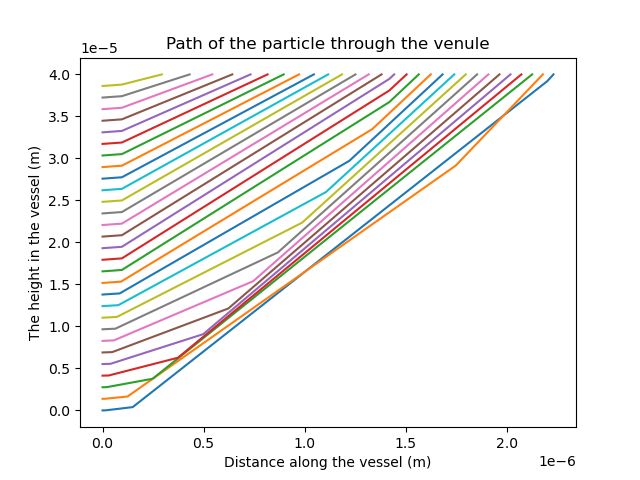 Path of the particle through the venule
1e−5
4.0
3.5
3.0
2.5
2.0
1.5
1.0
0.5
0.0
The height in the vessel (m)
0.0 0.5 1.0 1.5 2.0
Distance along the vessel (m)
1e−6